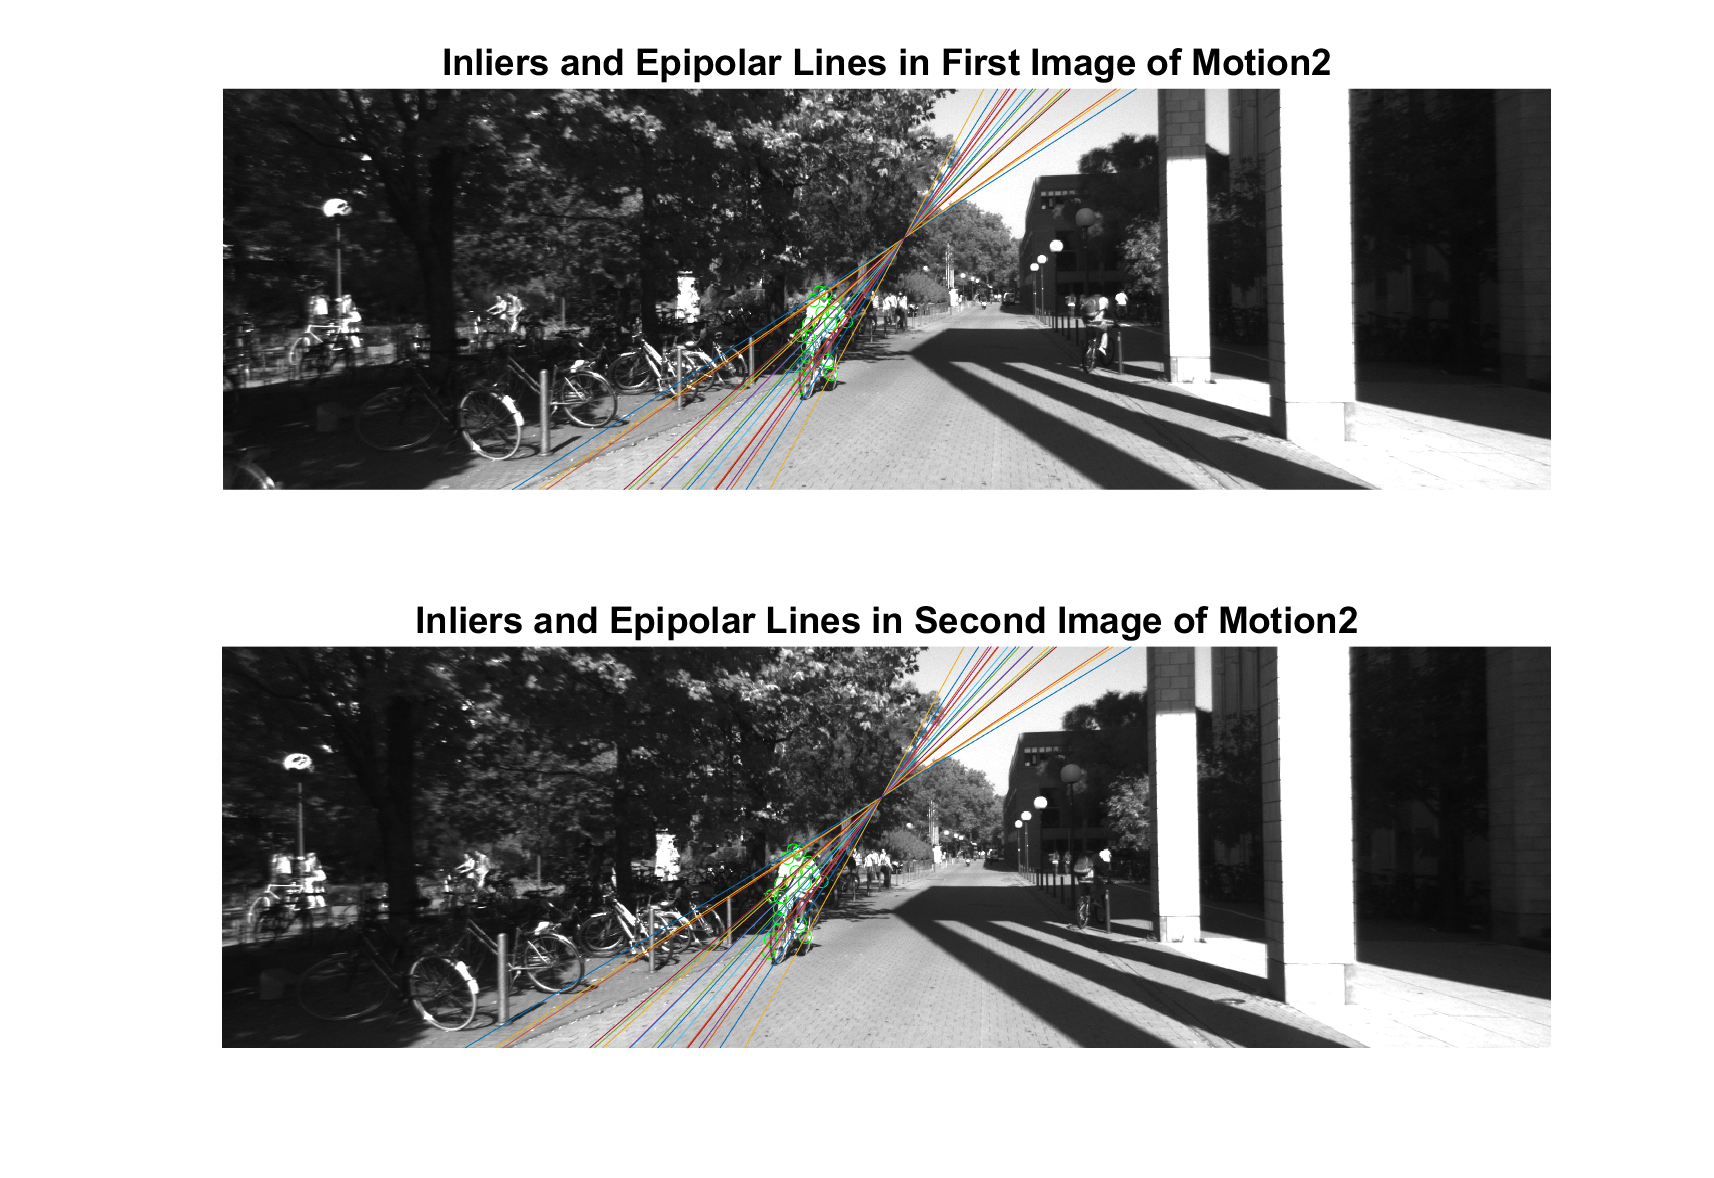 Inliers and Epipolar Lines in First Image of Motion2
Inliers and Epipolar Lines in Second Image of Motion2